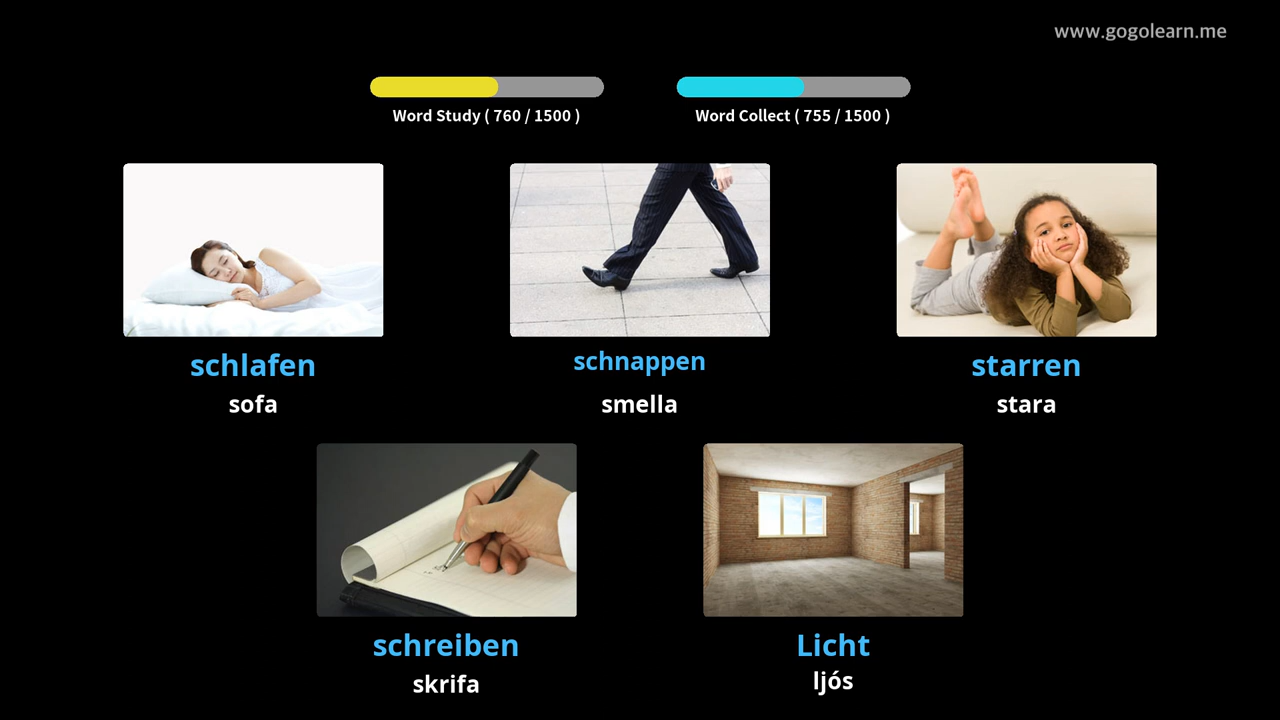 www.gogolearn.me
Word Study ( 760 / 1500 )
Word Collect ( 755 / 1500 )
schlafen
sofa
schnappen
smella
starren
stara
schreiben
skrifa
Licht
ljós